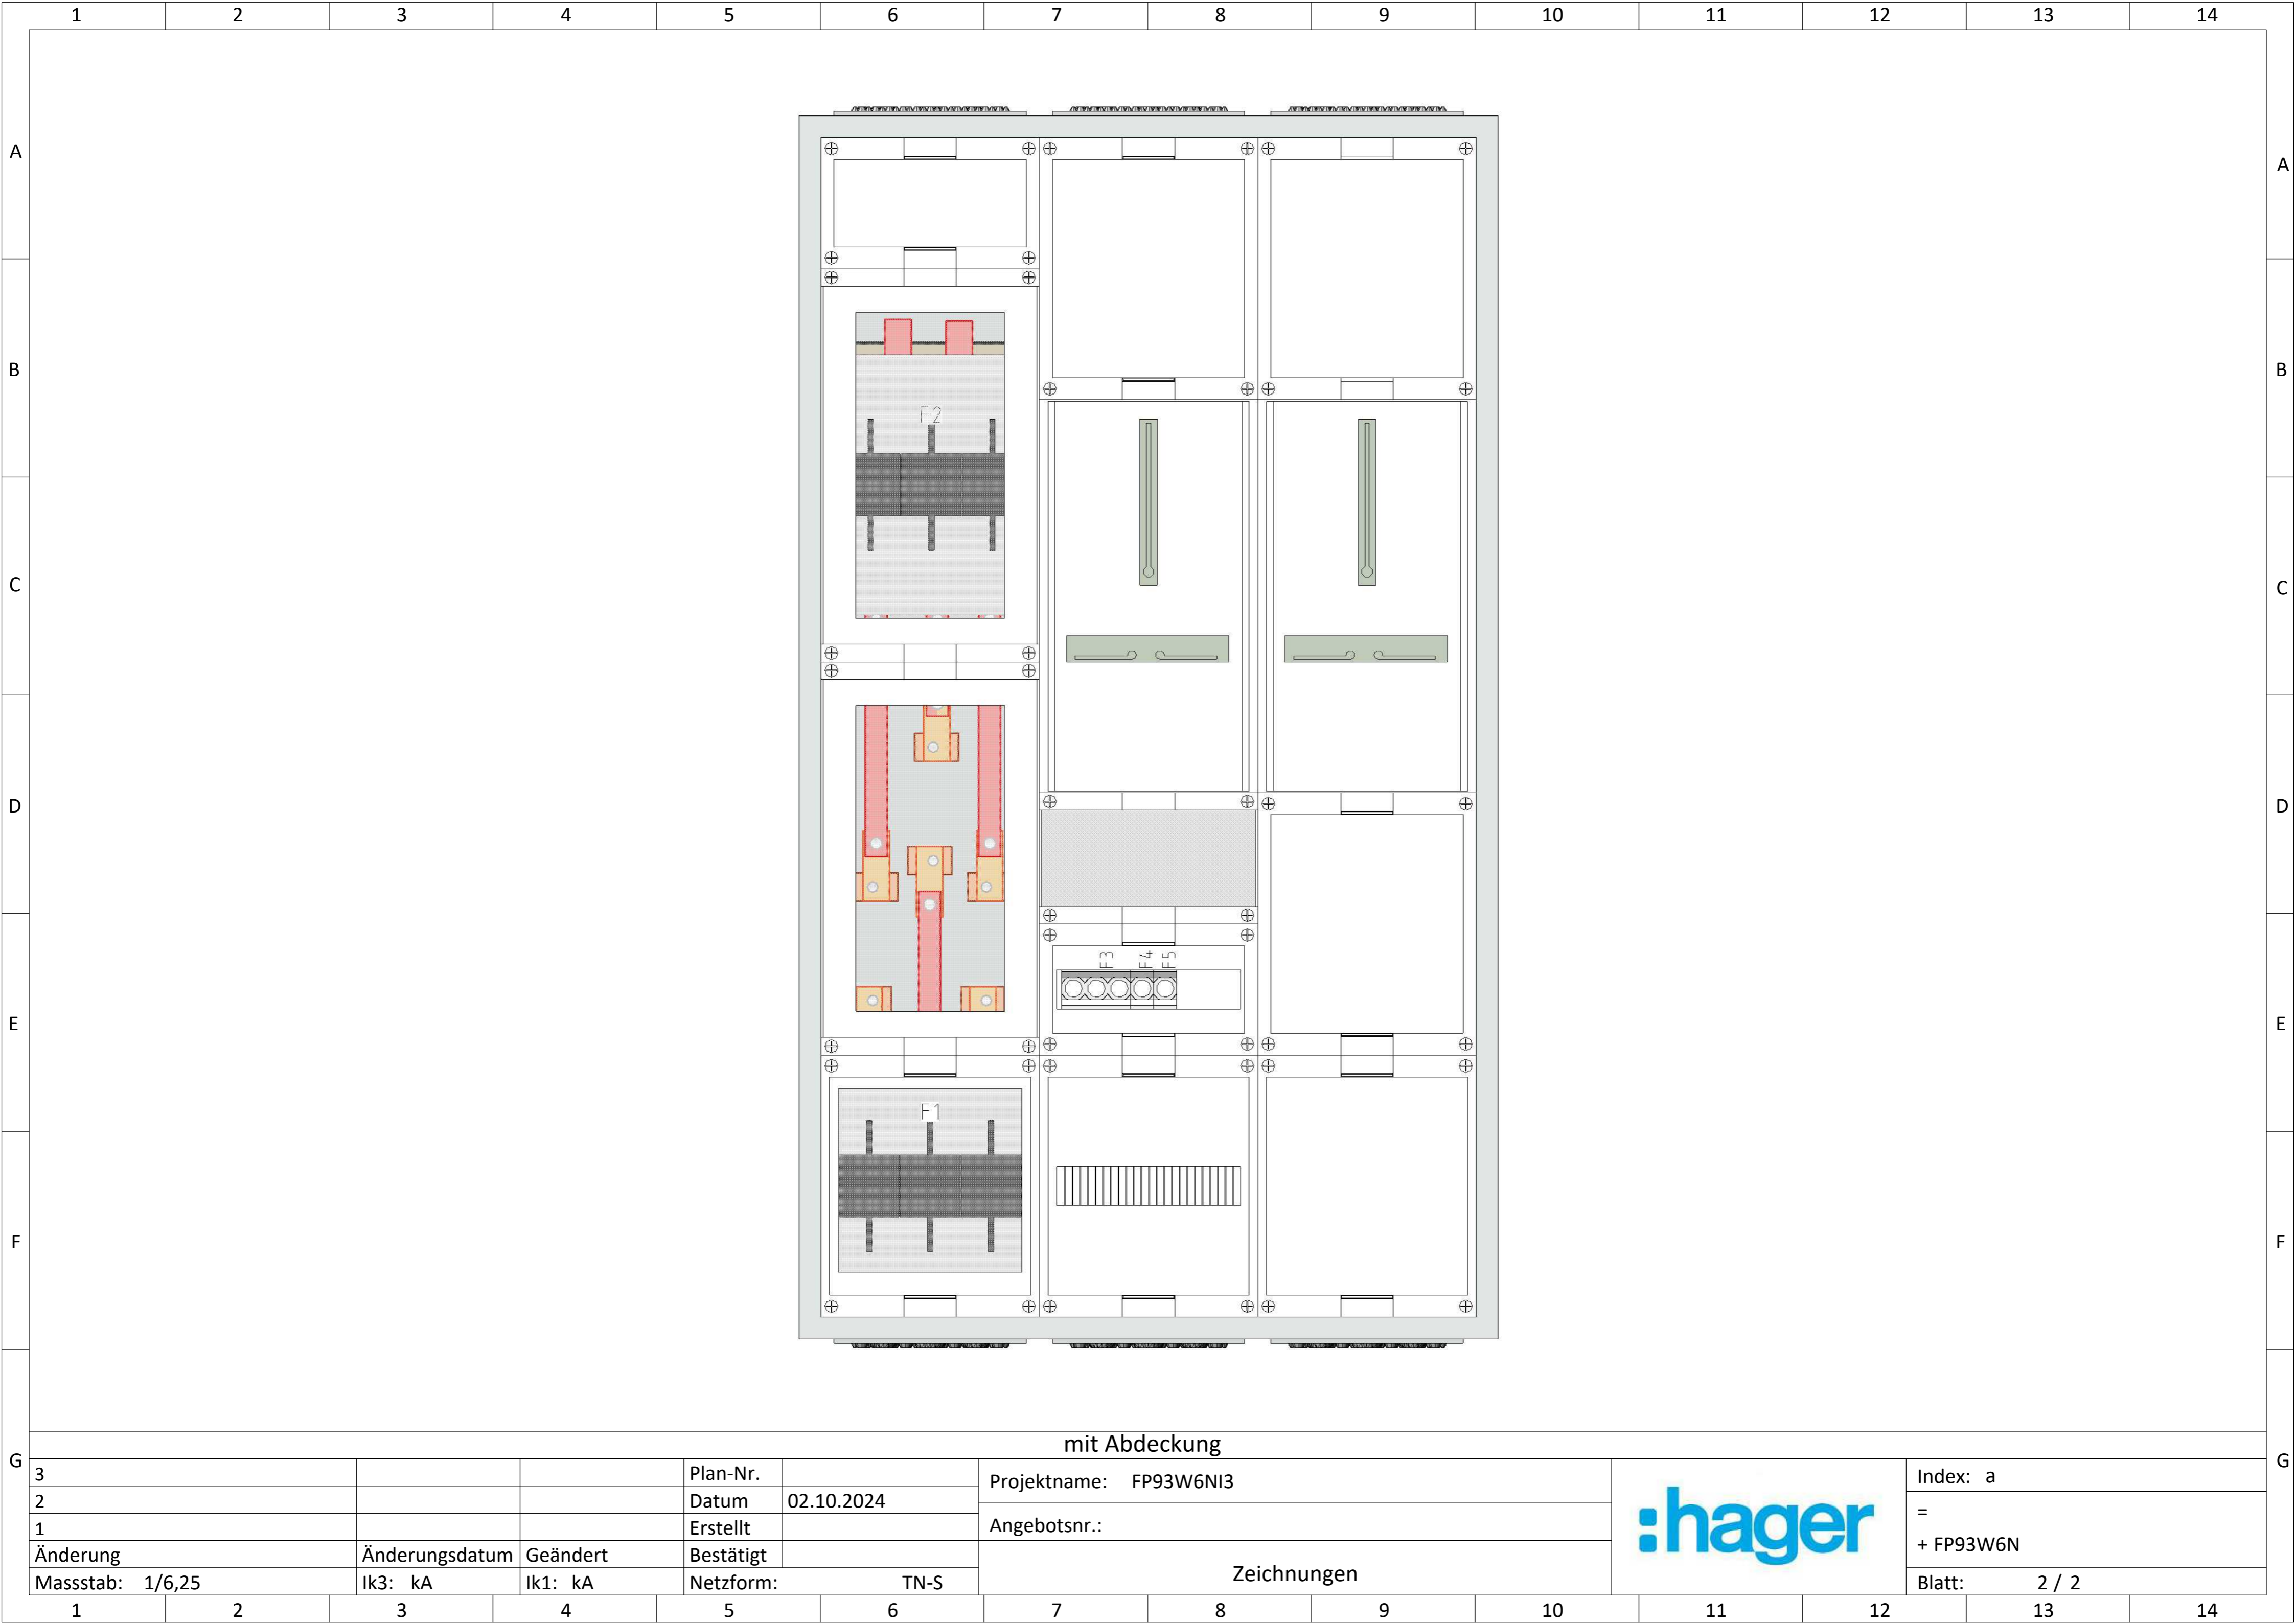 1 2 3 4 5 6 7 8 9 10 11 12 13 14
A A
B B
F2
C C
D D
F3 F4 F5
E E
F1
F F
G G
mit Abdeckung
3 Plan-Nr.
2 Datum 02.10.2024
1 Erstellt
Änderung Änderungsdatum Geändert Bestätigt
Massstab: 1/6,25 Ik3: kA Ik1: kA Netzform: TN-S
Projektname: FP93W6NI3
Angebotsnr.:
Zeichnungen
:hager
Index: a
=
+ FP93W6N
Blatt: 2 / 2
1 2 3 4 5 6 7 8 9 10 11 12 13 14